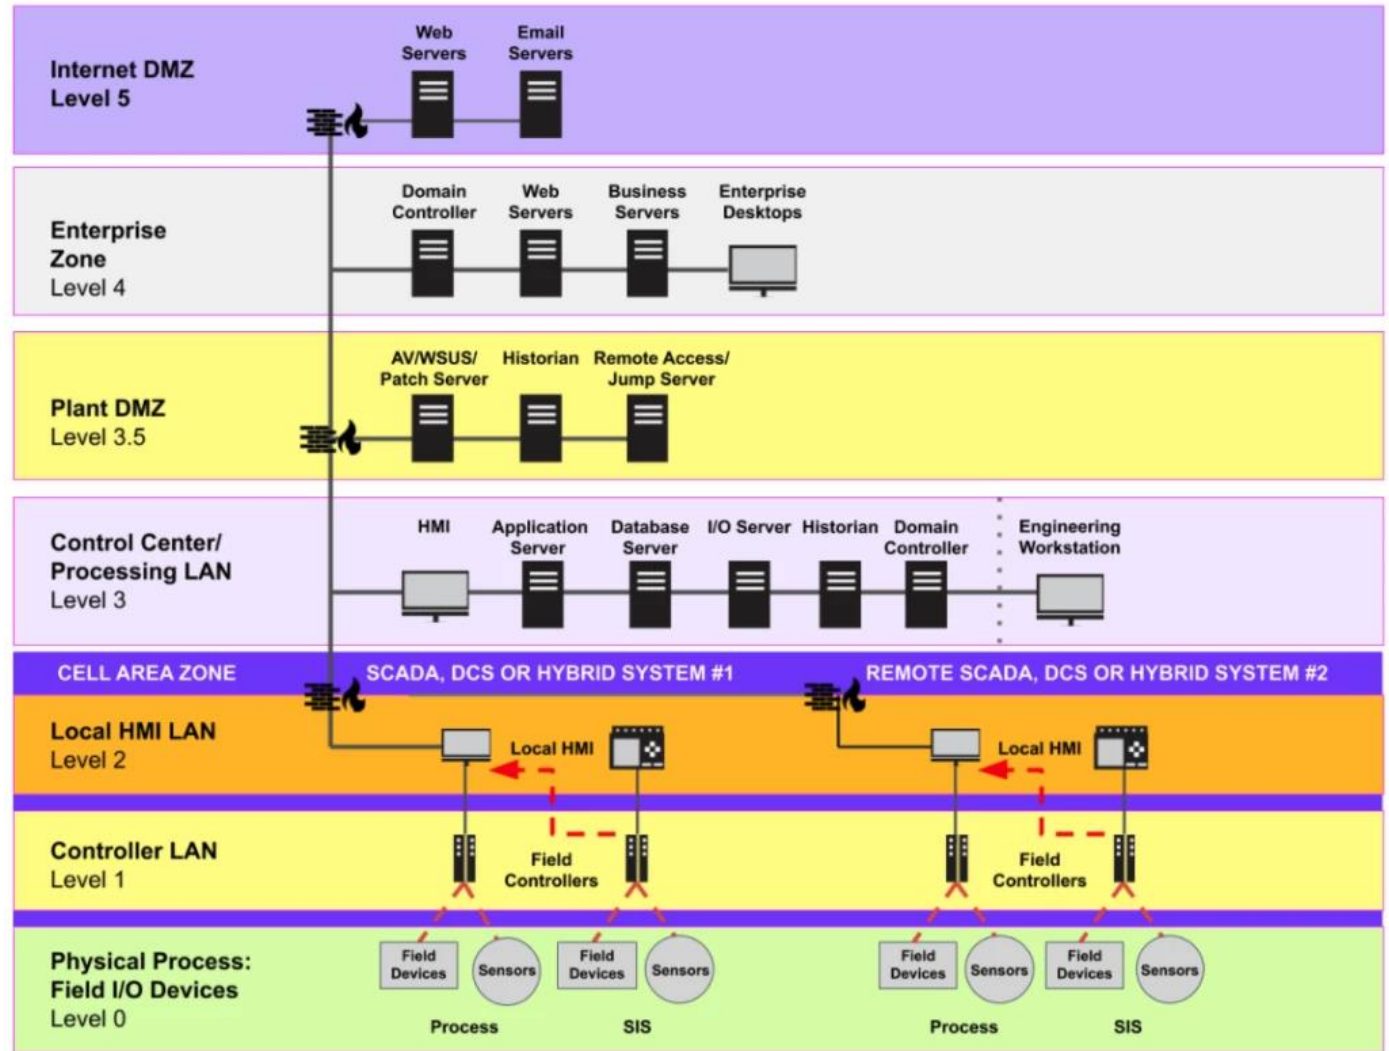 Internet DMZ
Level 5
Web
Servers
Email
Servers
Enterprise
Zone
Level 4
Domain
Controller
Web
Servers
Business
Servers
Enterprise
Desktops
Plant DMZ
Level 3.5
AV/WSUS/
Patch Server
Historian
Remote Access/
Jump Server
Control Center/
Processing LAN
Level 3
HMI
Application
Server
Database
Server
I/O Server
Historian
Domain
Controller
Engineering
Workstation
CELL AREA ZONE
SCADA, DCS OR HYBRID SYSTEM #1
REMOTE SCADA, DCS OR HYBRID SYSTEM #2
Local HMI LAN
Level 2
Local HMI
Local HMI
Controller LAN
Level 1
Field
Controllers
Field
Controllers
Physical Process:
Field I/O Devices
Level 0
Field
Devices
Sensors
Field
Devices
Sensors
Process
SIS
Field
Devices
Sensors
Field
Devices
Sensors
Process
SIS